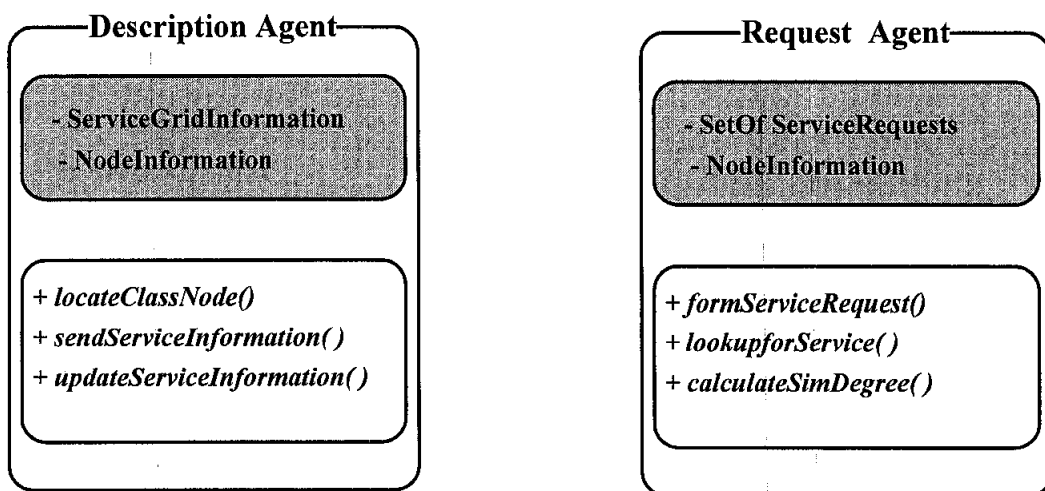 Description Agent
- ServiceGridInformation
- NodeInformation
+ locateClassNode()
+ sendServiceInformation( )
+ updateServiceInformation( )
Request Agent
- SetOf ServiceRequests
- NodeInformation
+ formServiceRequest()
+ lookupforService( )
+ calculateSimDegree( )